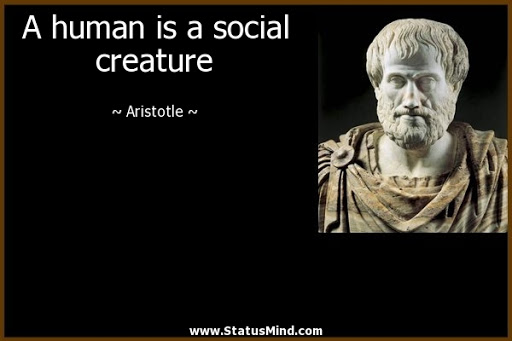 A human is a social
creature
~ Aristotle ~
www.StatusMind.com